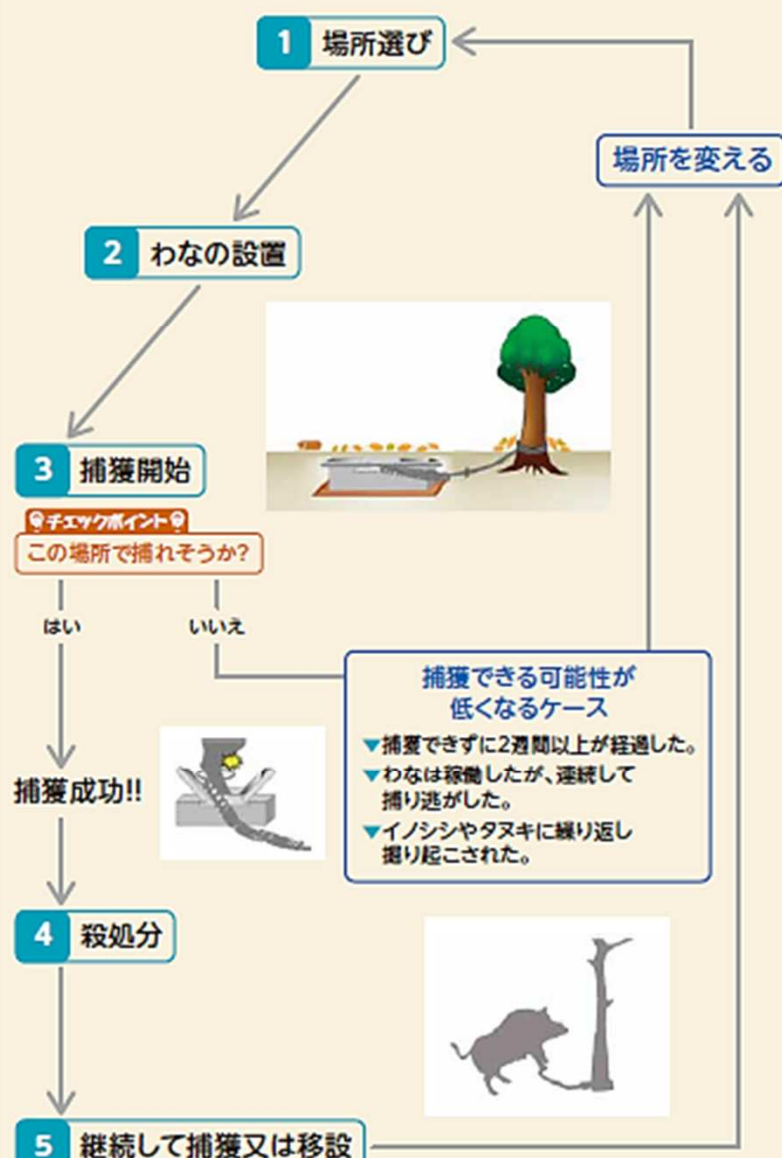 1 場所選び
場所を変える
2 わなの設置
3 捕獲開始
チェックポイント
この場所で捕れそうか?
はい
いいえ
捕獲できる可能性が
低くなるケース
▼捕獲できずに2週間以上が経過した。
▼わなは稼働したが、連続して
捕り逃がした。
▼イノシシやタヌキに繰り返し
掘り起こされた。
捕獲成功!!
4 殺処分
5 継続して捕獲又は移設